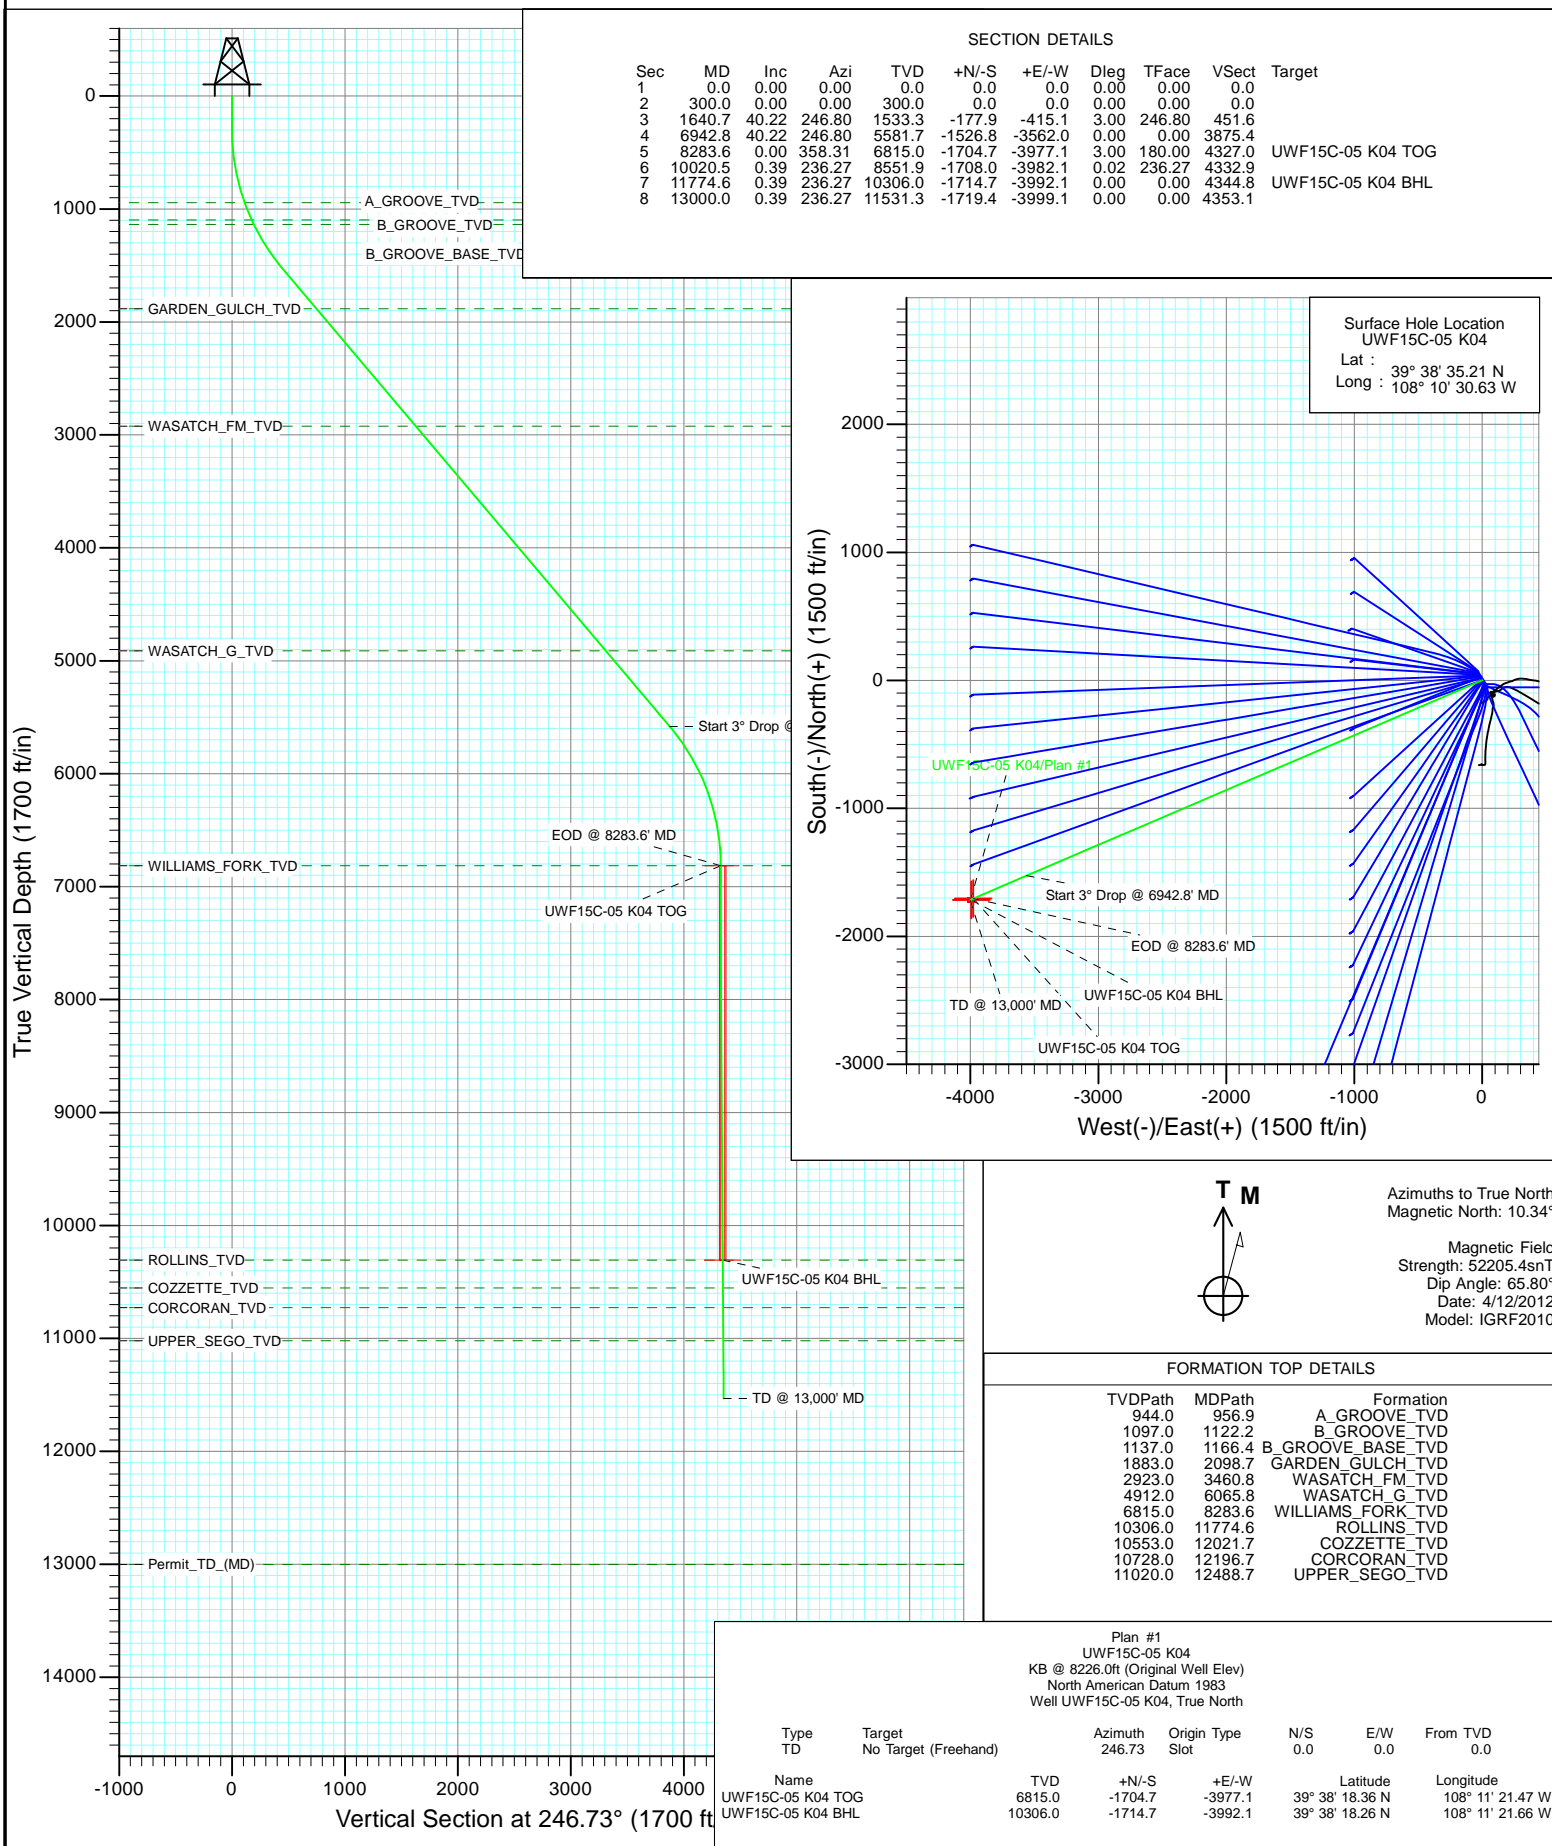 SECTION DETAILS
Sec MD Inc Azi TVD +N/-S +E/-W Dleg TFace VSect Target
1 0.0 0.00 0.00 0.0 0.0 0.0 0.00 0.00 0.0
2 300.0 0.00 0.00 300.0 0.0 0.0 0.00 0.00 0.0
3 1640.7 40.22 246.80 1533.3 -177.9 -415.1 3.00 246.80 451.6
4 6942.8 40.22 246.80 5581.7 -1526.8 -3562.0 0.00 0.00 3875.4
5 8283.6 0.00 358.31 6815.0 -1704.7 -3977.1 3.00 180.00 4327.0 UWF15C-05 K04 TOG
6 10020.5 0.39 236.27 8551.9 -1708.0 -3982.1 0.02 236.27 4332.9
7 11774.6 0.39 236.27 10306.0 -1714.7 -3992.1 0.00 0.00 4344.8 UWF15C-05 K04 BHL
8 13000.0 0.39 236.27 11531.3 -1719.4 -3999.1 0.00 0.00 4353.1
True Vertical Depth (1700 ft/in)
0
1000
2000
3000
4000
5000
6000
7000
8000
9000
10000
11000
12000
13000
14000
A_GROOVE_TVD
B_GROOVE_TVD
B_GROOVE_BASE_TVD
GARDEN_GULCH_TVD
WASATCH_FM_TVD
WASATCH_G_TVD
Start 3° Drop @
EOD @ 8283.6' MD
WILLIAMS_FORK_TVD
UWF15C-05 K04 TOG
ROLLINS_TVD
UWF15C-05 K04 BHL
COZZETTE_TVD
CORCORAN_TVD
UPPER_SEGO_TVD
TD @ 13,000' MD
Permit_TD_(MD)
-1000 0 1000 2000 3000 4000
Vertical Section at 246.73° (1700 ft
Surface Hole Location
UWF15C-05 K04
Lat : 39° 38' 35.21 N
Long : 108° 10' 30.63 W
South(-)/North(+) (1500 ft/in)
2000
1000
0
-1000
-2000
-3000
UWF15C-05 K04/Plan #1
Start 3° Drop @ 6942.8' MD
EOD @ 8283.6' MD
UWF15C-05 K04 BHL
TD @ 13,000' MD
UWF15C-05 K04 TOG
-4000 -3000 -2000 -1000 0
West(-)/East(+) (1500 ft/in)
T M
Azimuths to True North
Magnetic North: 10.34°
Magnetic Field
Strength: 52205.4snT
Dip Angle: 65.80°
Date: 4/12/2012
Model: IGRF2010
FORMATION TOP DETAILS
TVDPath MDPath Formation
944.0 956.9 A_GROOVE_TVD
1097.0 1122.2 B_GROOVE_TVD
1137.0 1166.4 B_GROOVE_BASE_TVD
1883.0 2098.7 GARDEN_GULCH_TVD
2923.0 3460.8 WASATCH_FM_TVD
4912.0 6065.8 WASATCH_G_TVD
6815.0 8283.6 WILLIAMS_FORK_TVD
10306.0 11774.6 ROLLINS_TVD
10553.0 12021.7 COZZETTE_TVD
10728.0 12196.7 CORCORAN_TVD
11020.0 12488.7 UPPER_SEGO_TVD
Plan #1
UWF15C-05 K04
KB @ 8226.0ft (Original Well Elev)
North American Datum 1983
Well UWF15C-05 K04, True North
Type Target Azimuth Origin Type N/S E/W From TVD
TD No Target (Freehand) 246.73 Slot 0.0 0.0 0.0
Name TVD +N/-S +E/-W Latitude Longitude
UWF15C-05 K04 TOG 6815.0 -1704.7 -3977.1 39° 38' 18.36 N 108° 11' 21.47 W
UWF15C-05 K04 BHL 10306.0 -1714.7 -3992.1 39° 38' 18.26 N 108° 11' 21.66 W